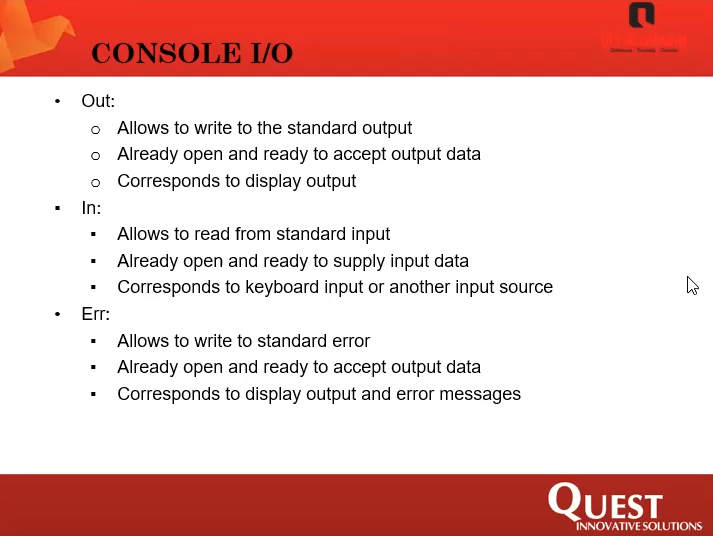 CONSOLE I/O
• Out:
o Allows to write to the standard output
o Already open and ready to accept output data
o Corresponds to display output
▪ In:
▪ Allows to read from standard input
▪ Already open and ready to supply input data
▪ Corresponds to keyboard input or another input source
• Err:
▪ Allows to write to standard error
▪ Already open and ready to accept output data
▪ Corresponds to display output and error messages
QUEST
INNOVATIVE SOLUTIONS